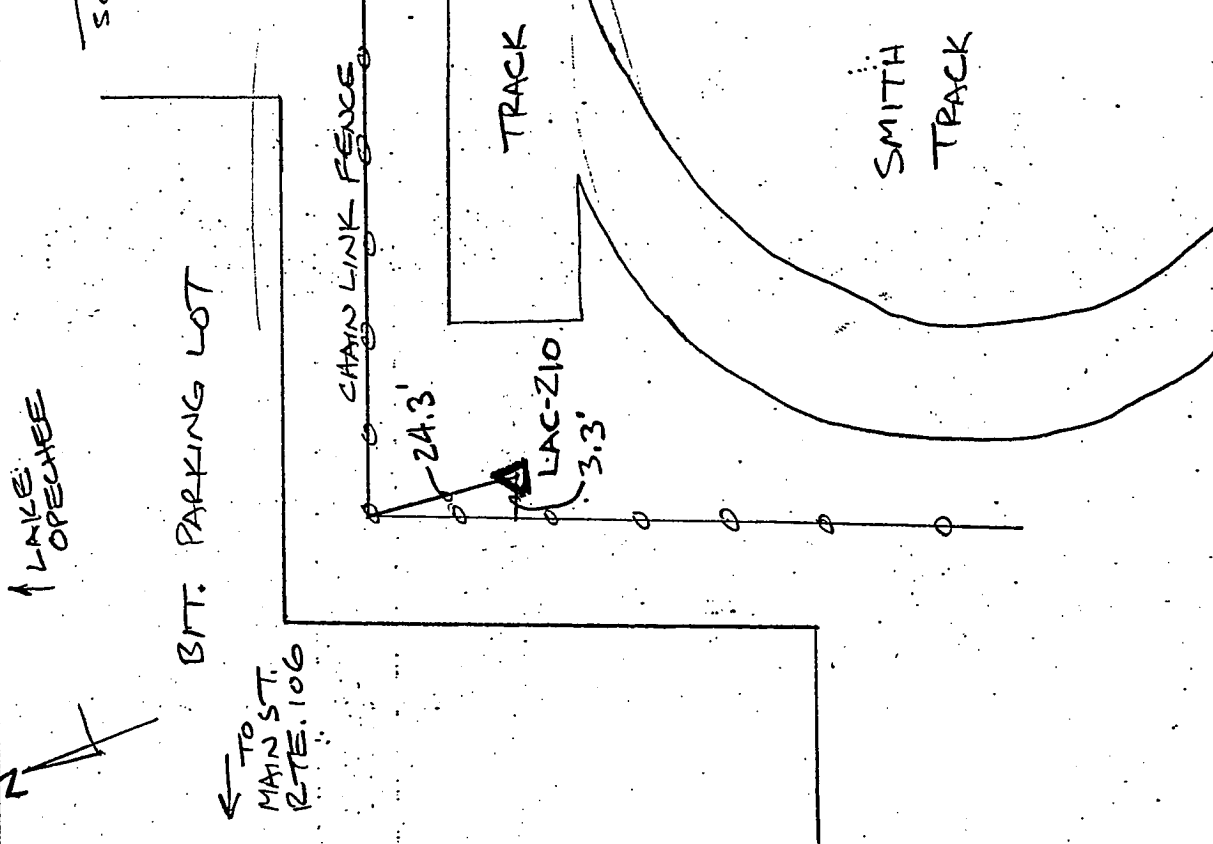 ↑ LAKE
OPECHEE
BIT. PARKING LOT
← TO
MAIN ST.
RTE. 106
N
CHAIN LINK FENCE
TRACK
SMITH
TRACK
24.3'
LAC-210
3.3'